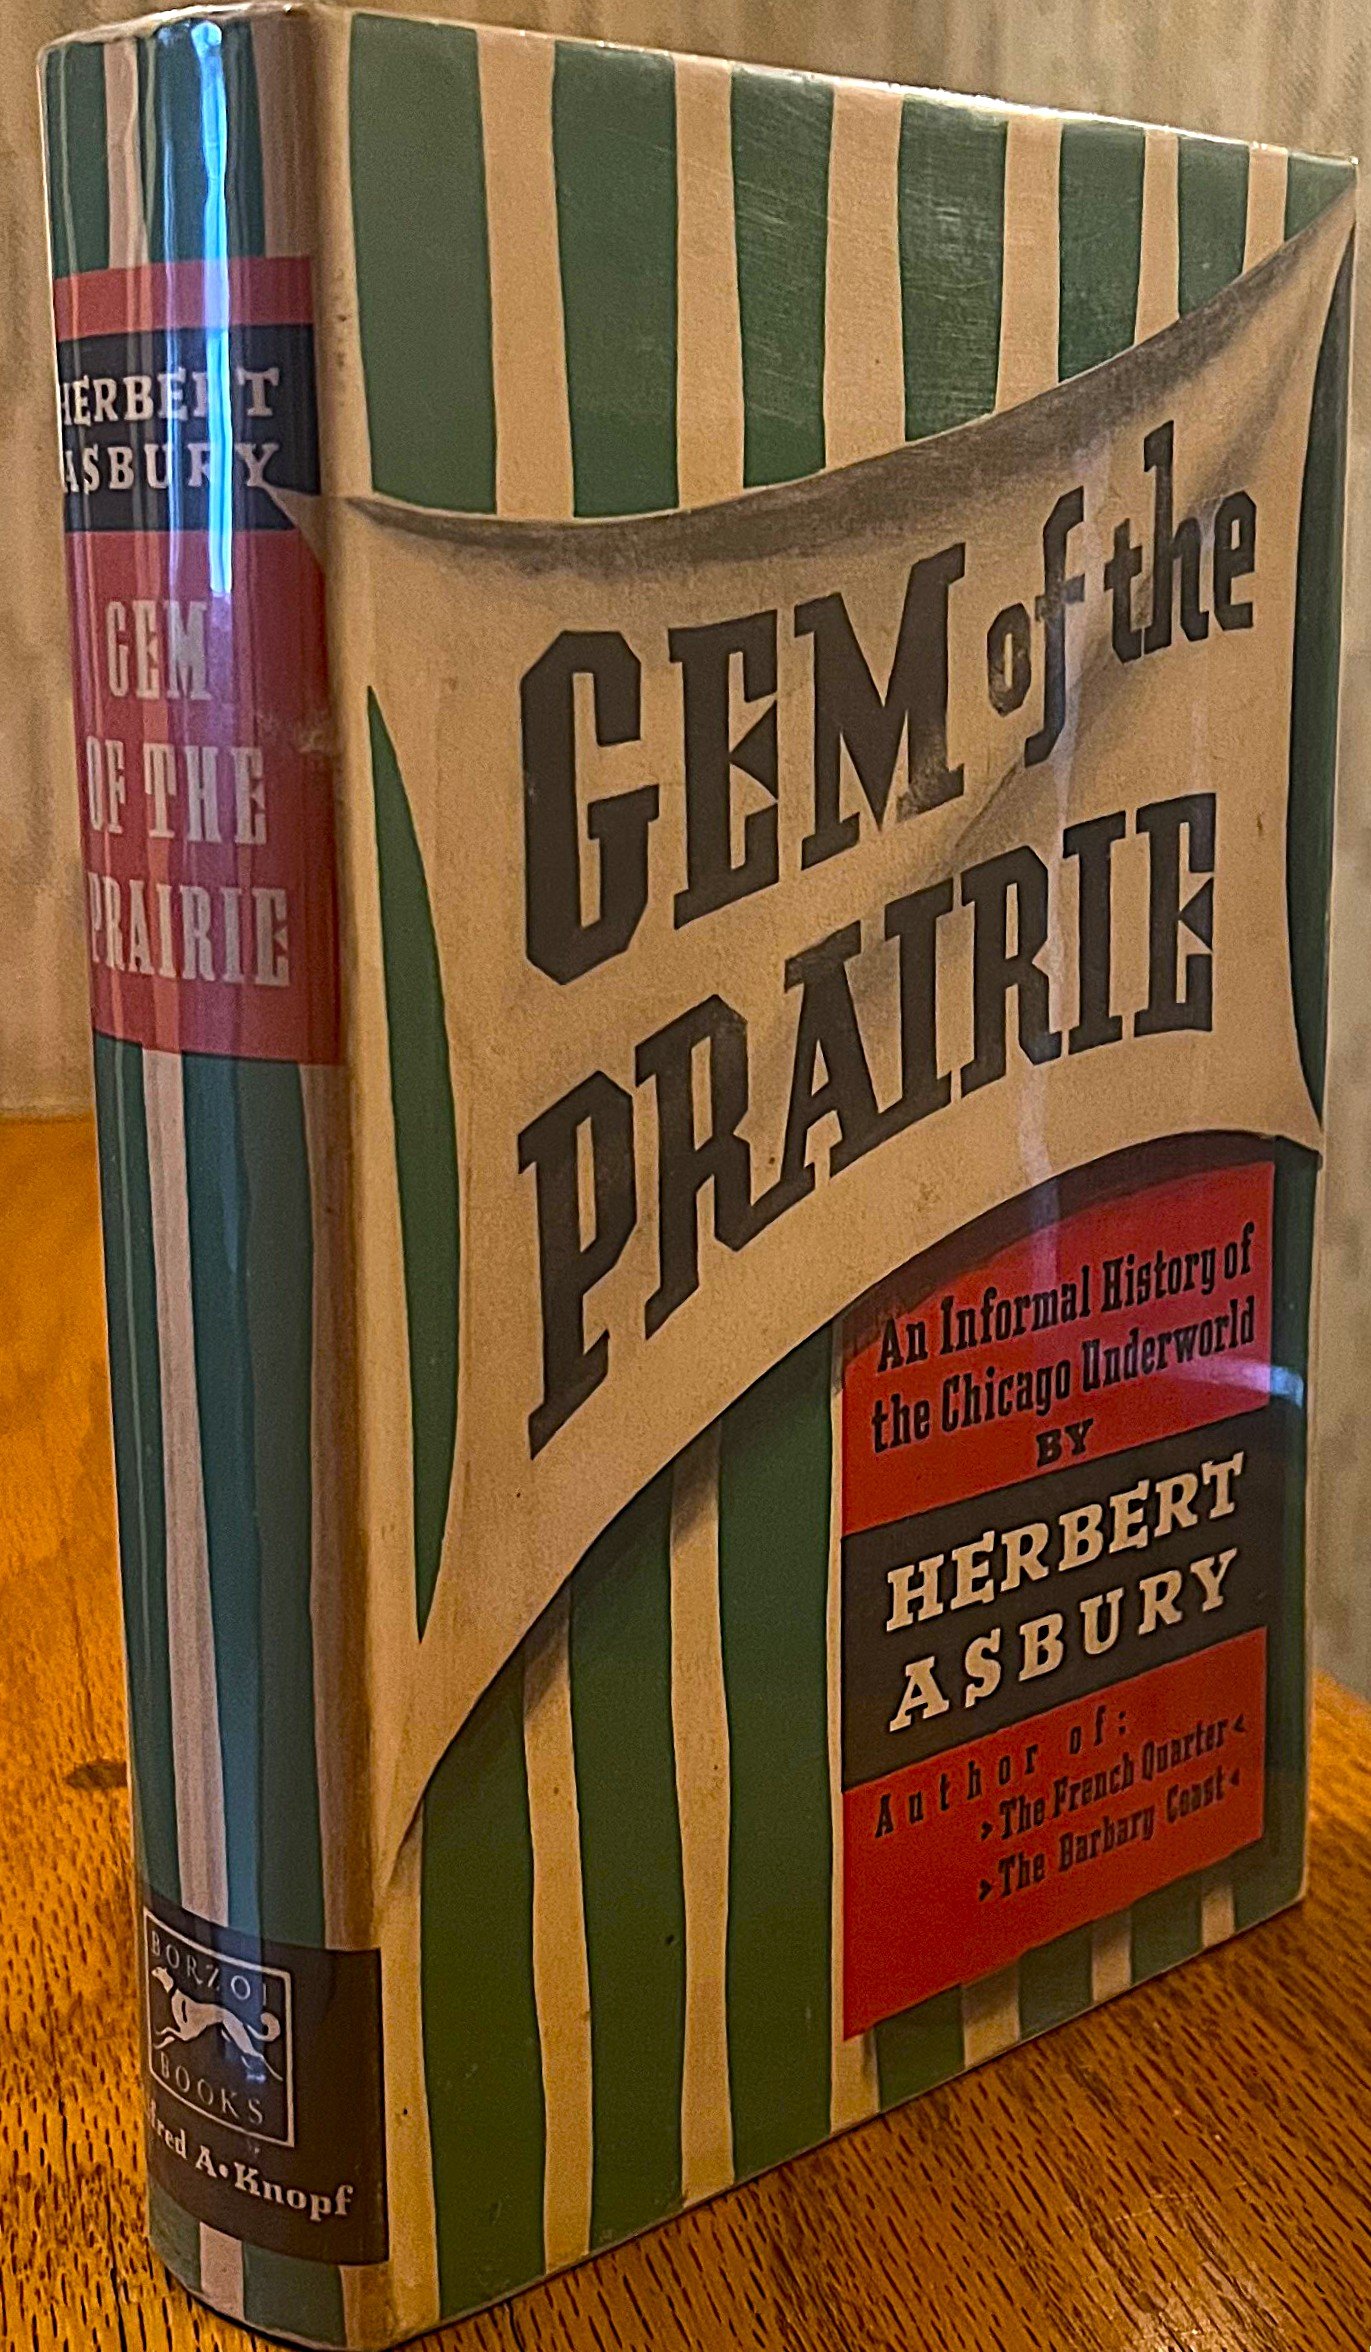 HERBERT
ASBURY
GEM
OF THE
PRAIRIE
BORZOI
BOOKS
A • Knopf
GEM of the
PRAIRIE
An Informal History of
the Chicago Underworld
BY
HERBERT
ASBURY
Author of:
>The French Quarter<
>The Barbary Coast<